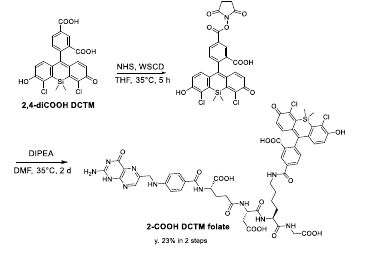 COOH
COOH
HO
Si
O
Cl
Cl
2,4-diCOOH DCTM
NHS, WSCD
THF, 35°C, 5 h
O
N
O
O
O
COOH
HO
Si
O
Cl
Cl
DIPEA
DMF, 35°C, 2 d
O
HN
N
H₂N
N
N
N
H
O
N
H
COOH
O
N
H
COOH
O
HN
O
NH
COOH
HN
O
HOOC
O
Cl
Si
Cl
OH
2-COOH DCTM folate
y. 23% in 2 steps